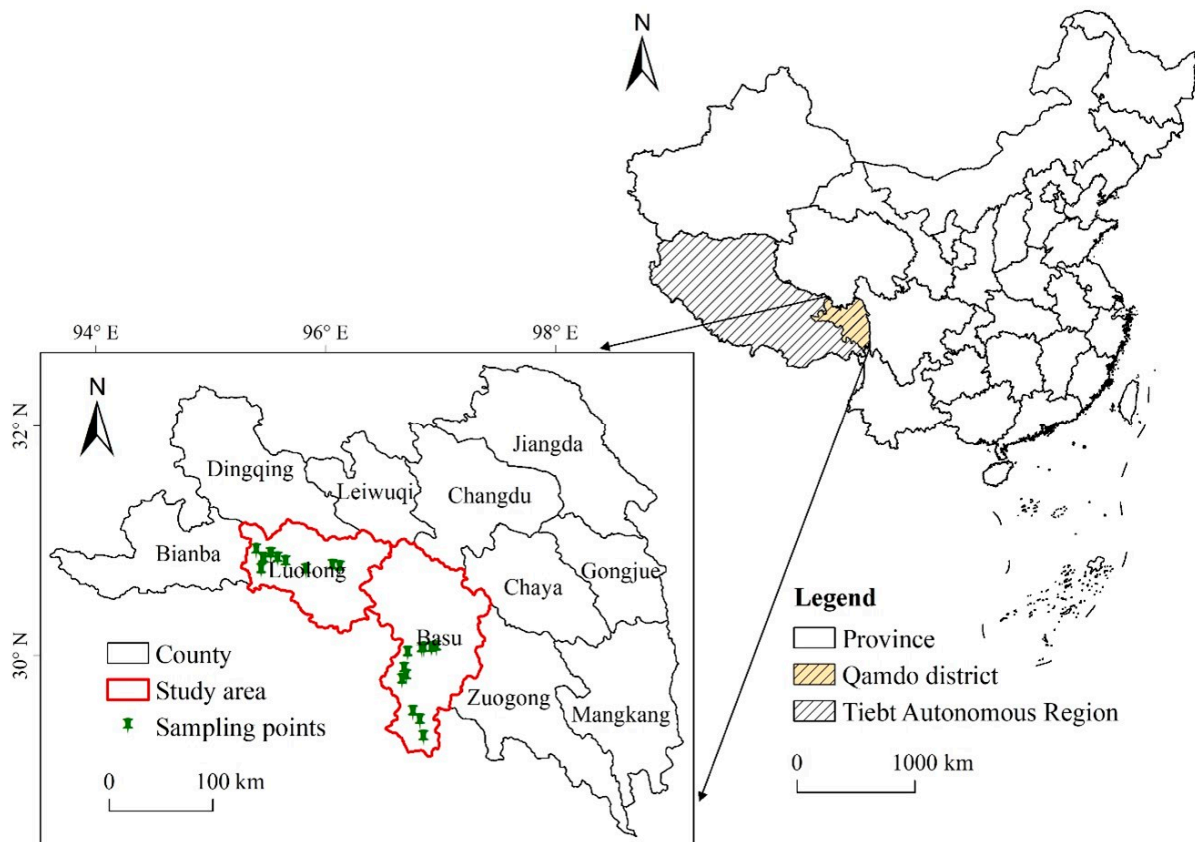 N
94° E 96° E 98° E
N
32° N
Jiangda
Dingqing
Leiwuqi
Changdu
Bianba
Luolong
Chaya
Gongjue
Basu
30° N
Zuogong
Mangkang
County
Study area
Sampling points
0 100 km
Legend
Province
Qamdo district
Tiebt Autonomous Region
0 1000 km